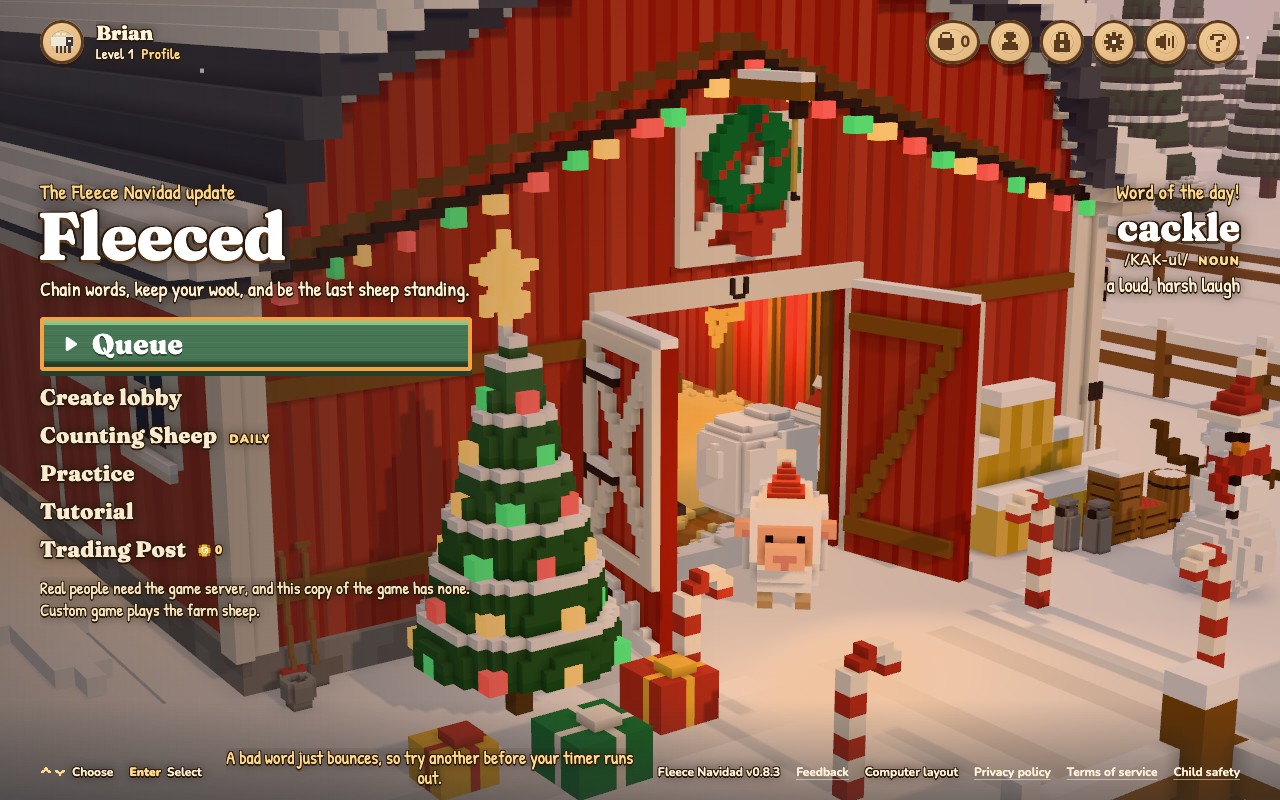 Brian
Level 1 Profile
0
The Fleece Navidad update
Fleeced
Chain words, keep your wool, and be the last sheep standing.
Queue
Create lobby
Counting Sheep DAILY
Practice
Tutorial
Trading Post 0
Real people need the game server, and this copy of the game has none.
Custom game plays the farm sheep.
Word of the day!
cackle
/KAK-ul/ NOUN
a loud, harsh laugh
Choose Enter Select
A bad word just bounces, so try another before your timer runs
out.
Fleece Navidad v0.8.3 Feedback Computer layout Privacy policy Terms of service Child safety